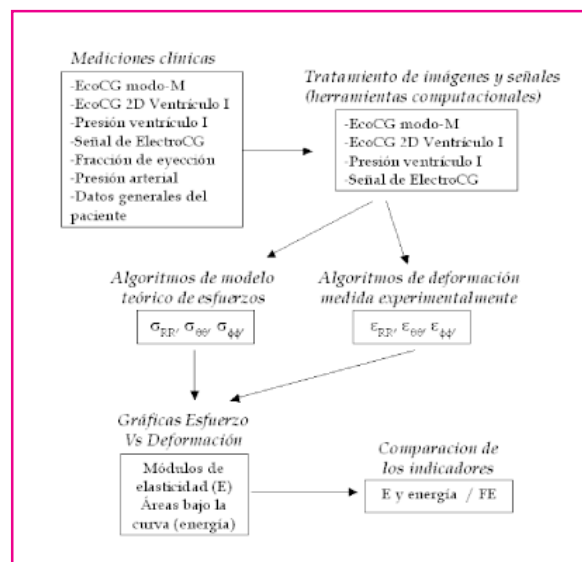 Mediciones clínicas
-EcoCG modo-M
-EcoCG 2D Ventrículo I
-Presión ventrículo I
-Señal de ElectroCG
-Fracción de eyección
-Presión arterial
-Datos generales del
paciente
Tratamiento de imágenes y señales
(herramientas computacionales)
-EcoCG modo-M
-EcoCG 2D Ventrículo I
-Presión ventrículo I
-Señal de ElectroCG
Algoritmos de modelo
teórico de esfuerzos
σRR, σθθ, σϕϕ,
Algoritmos de deformación
medida experimentalmente
εRR, εθθ, εϕϕ,
Gráficas Esfuerzo
Vs Deformación
Módulos de
elasticidad (E)
Áreas bajo la
curva (energía)
Comparacion de
los indicadores
E y energía / FE